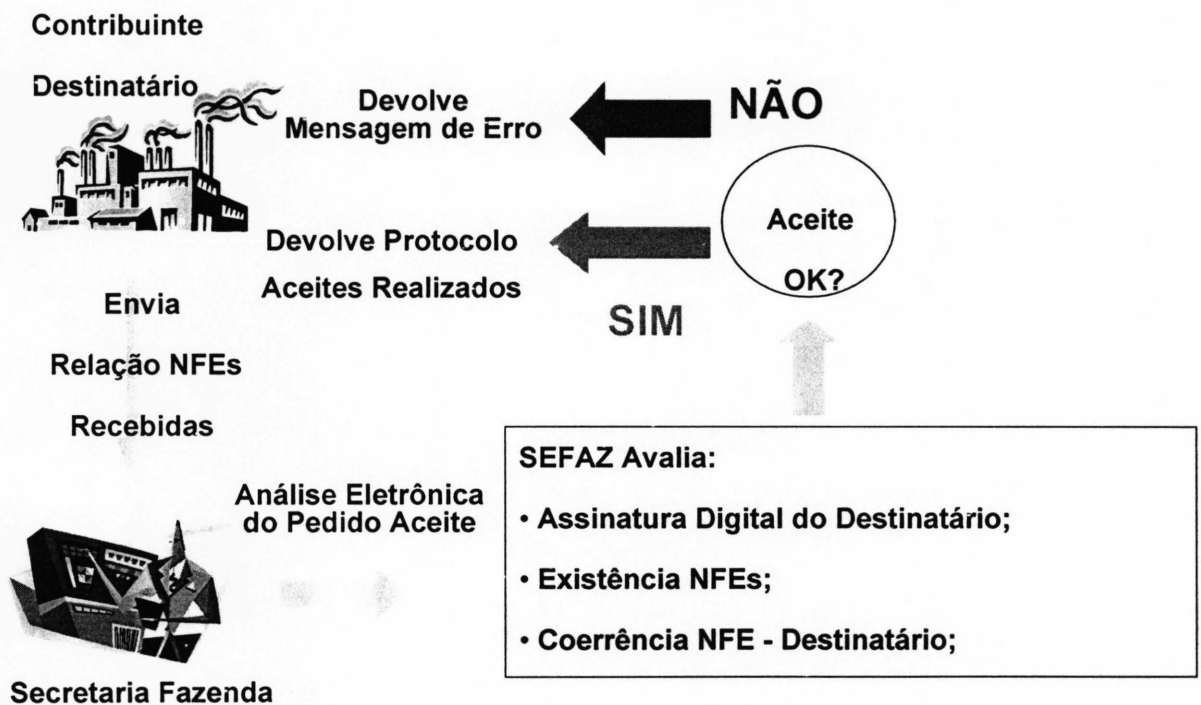 Contribuinte
Destinatário
Devolve
Mensagem de Erro
NÃO
Aceite
OK?
Devolve Protocolo
Aceites Realizados
SIM
Envia
Relação NFEs
Recebidas
Análise Eletrônica
do Pedido Aceite
SEFAZ Avalia:
• Assinatura Digital do Destinatário;
• Existência NFEs;
• Coerrência NFE - Destinatário;
Secretaria Fazenda